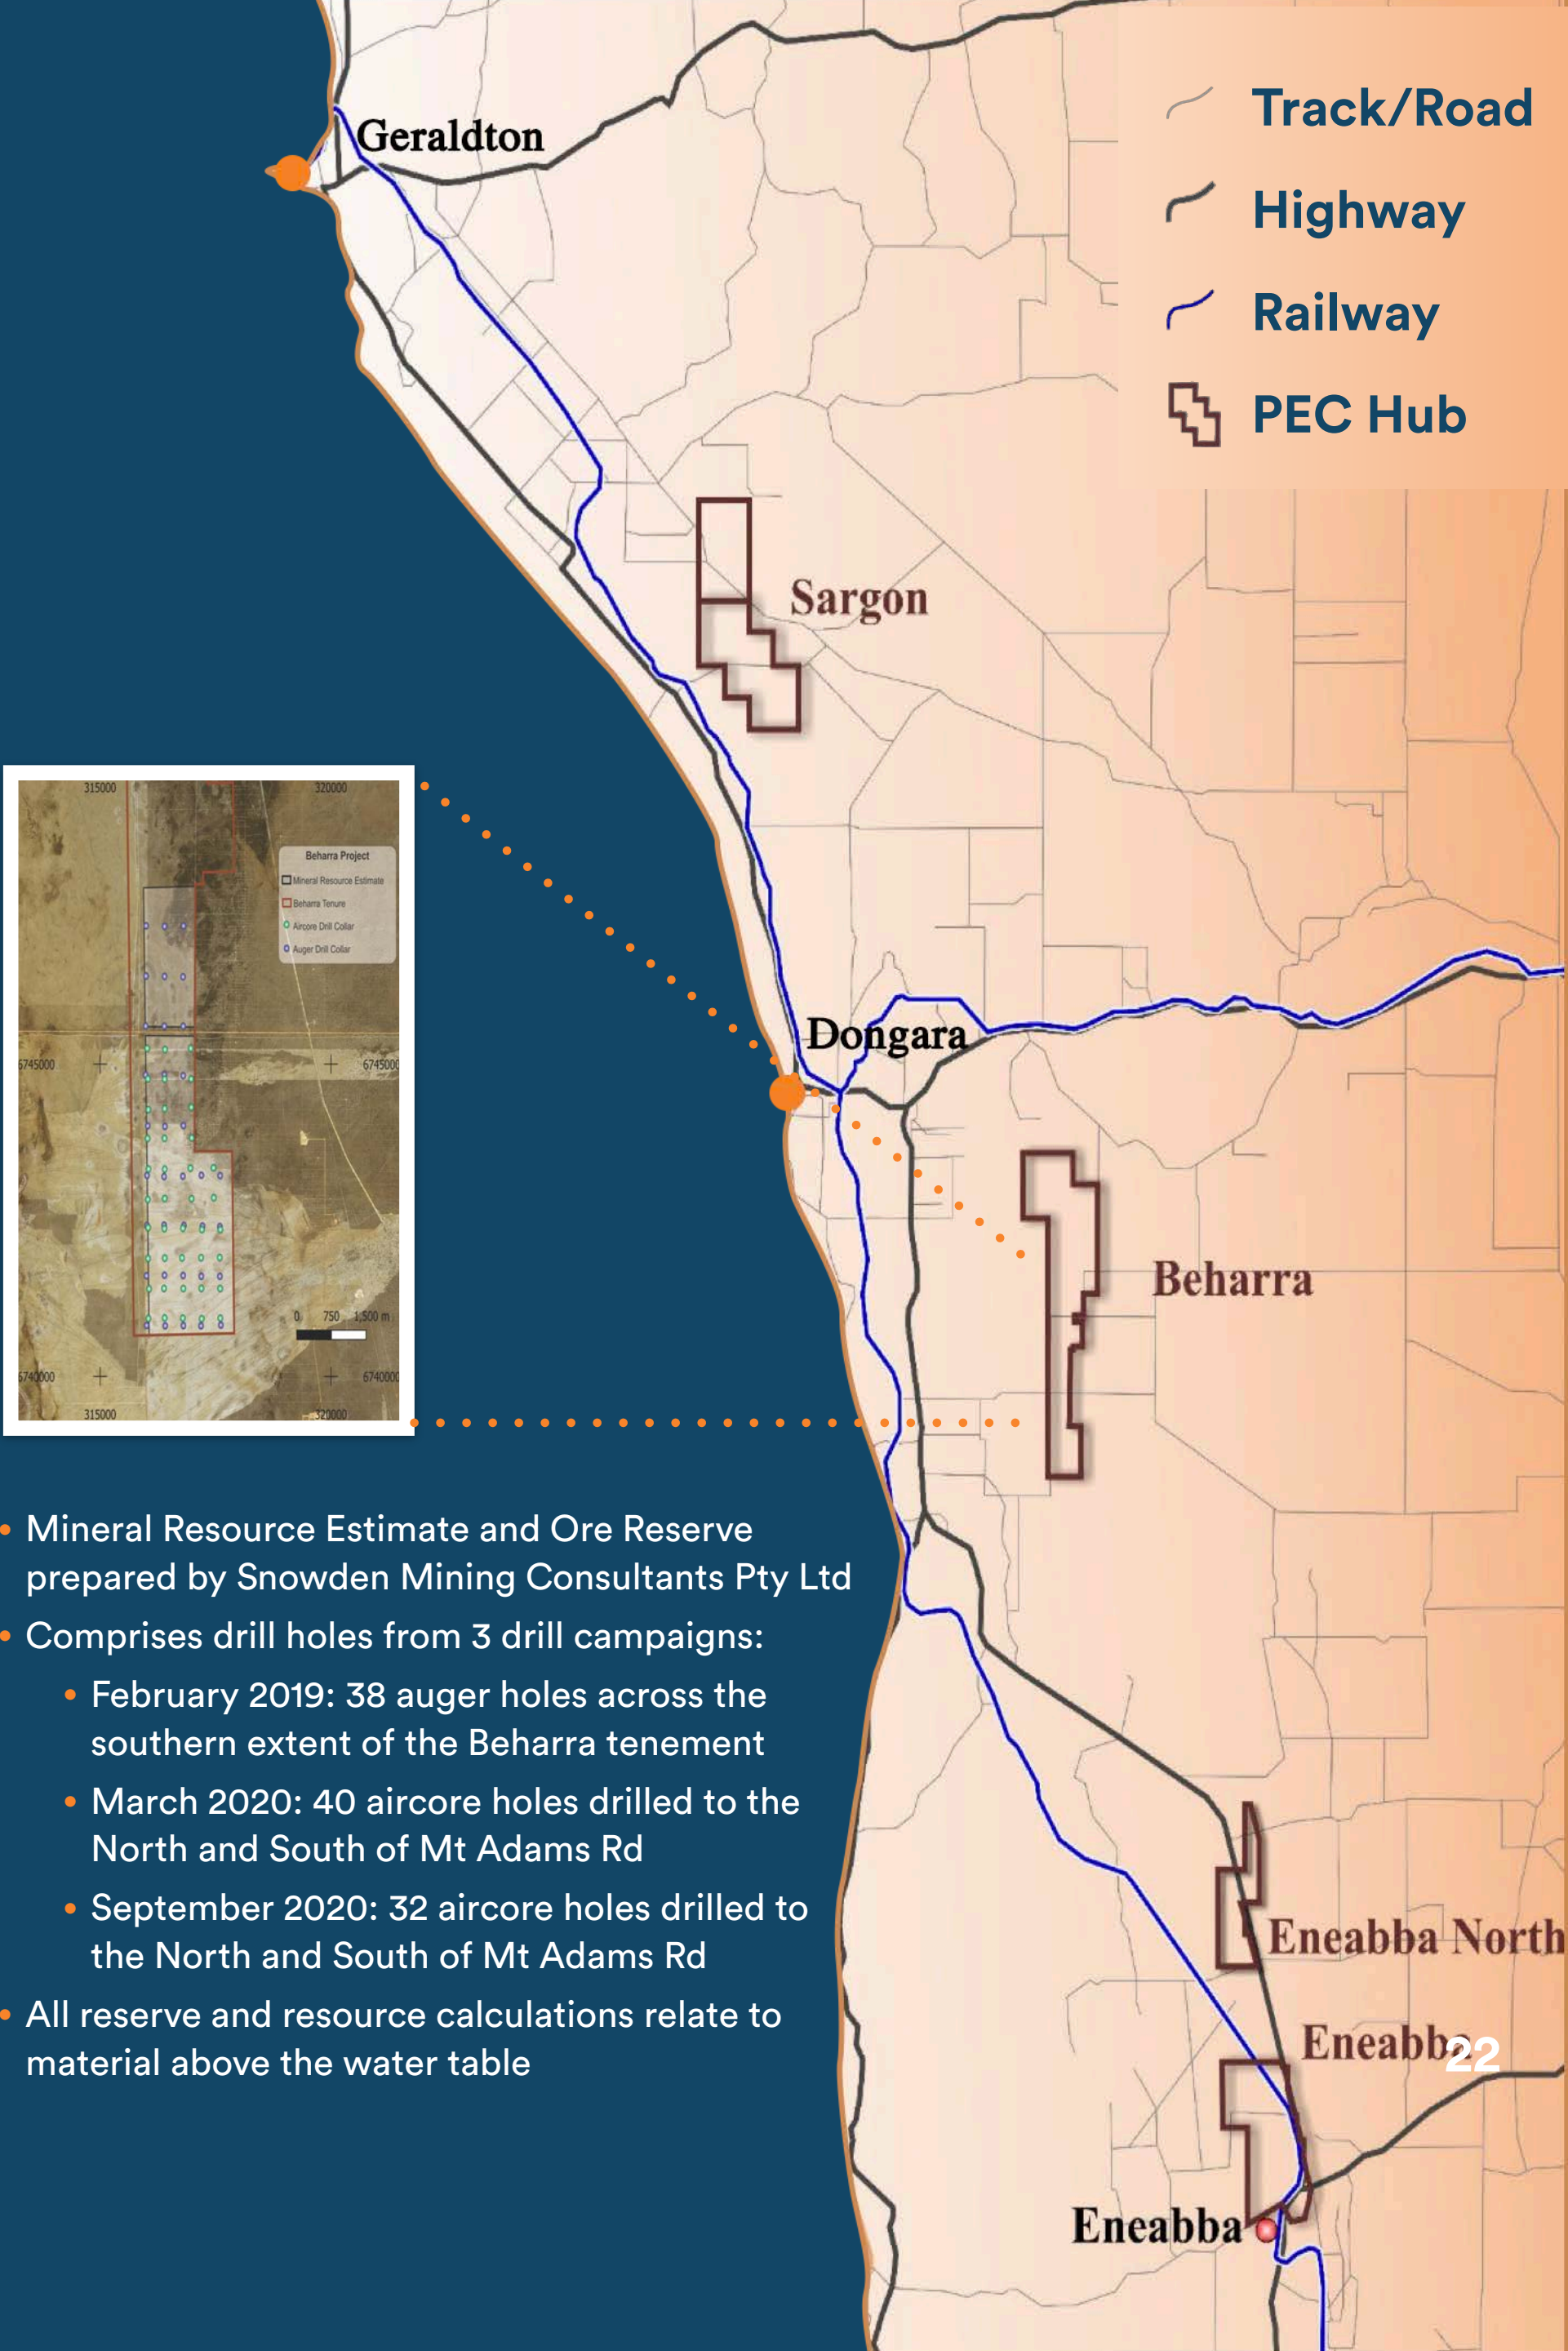 Track/Road
Highway
Railway
PEC Hub
Geraldton
Sargon
Dongara
Beharra
Eneabba North
Eneabba
22
Eneabba
315000
320000
Beharra Project
Mineral Resource Estimate
Beharra Tenure
Aircore Drill Collar
Auger Drill Collar
6745000
6745000
0 750 1,500 m
6740000
6740000
315000
320000
• Mineral Resource Estimate and Ore Reserve
prepared by Snowden Mining Consultants Pty Ltd
• Comprises drill holes from 3 drill campaigns:
• February 2019: 38 auger holes across the
southern extent of the Beharra tenement
• March 2020: 40 aircore holes drilled to the
North and South of Mt Adams Rd
• September 2020: 32 aircore holes drilled to
the North and South of Mt Adams Rd
• All reserve and resource calculations relate to
material above the water table